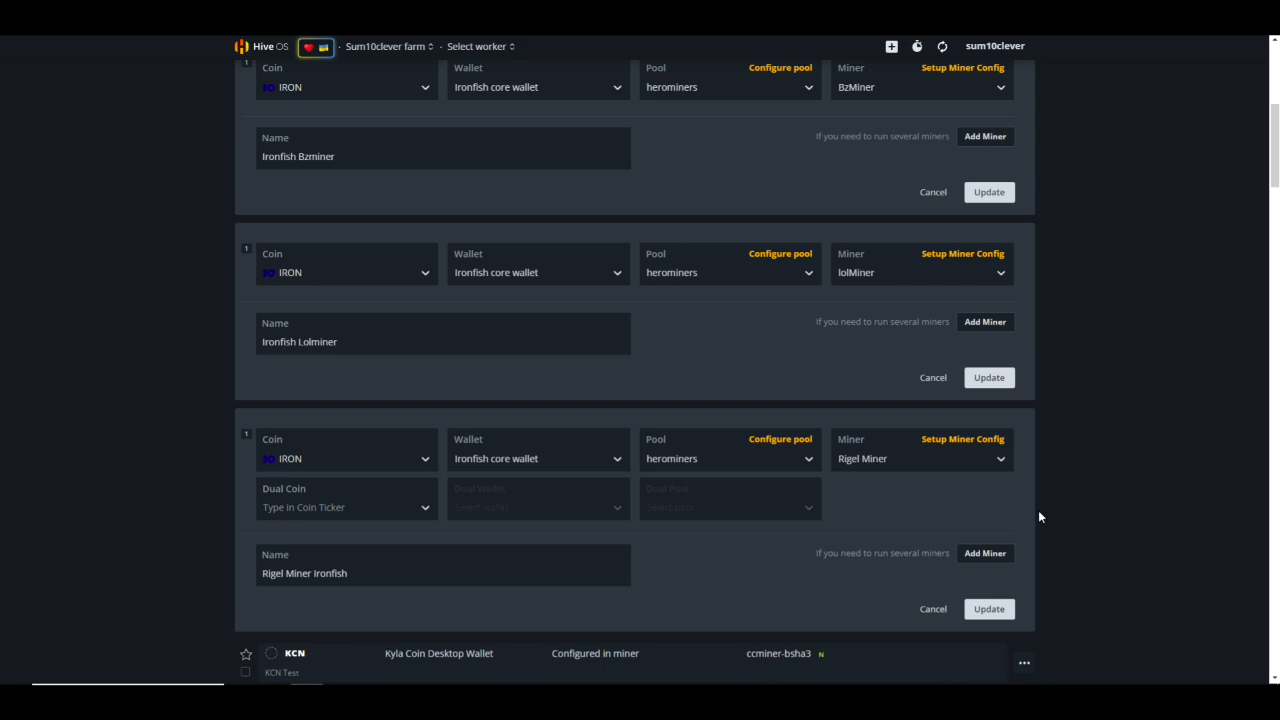 Hive OS · Sum10clever farm · Select worker sum10clever
1
Coin Wallet Pool Configure pool Miner Setup Miner Config
IRON Ironfish core wallet herominers BzMiner
Name
Ironfish Bzminer
If you need to run several miners Add Miner
Cancel Update
1
Coin Wallet Pool Configure pool Miner Setup Miner Config
IRON Ironfish core wallet herominers lolMiner
Name
Ironfish Lolminer
If you need to run several miners Add Miner
Cancel Update
1
Coin Wallet Pool Configure pool Miner Setup Miner Config
IRON Ironfish core wallet herominers Rigel Miner
Dual Coin Dual Wallet Dual Pool
Type in Coin Ticker Select wallet Select pool
Name
Rigel Miner Ironfish
If you need to run several miners Add Miner
Cancel Update
KCN Kyla Coin Desktop Wallet Configured in miner ccminer-bsha3 N
KCN Test